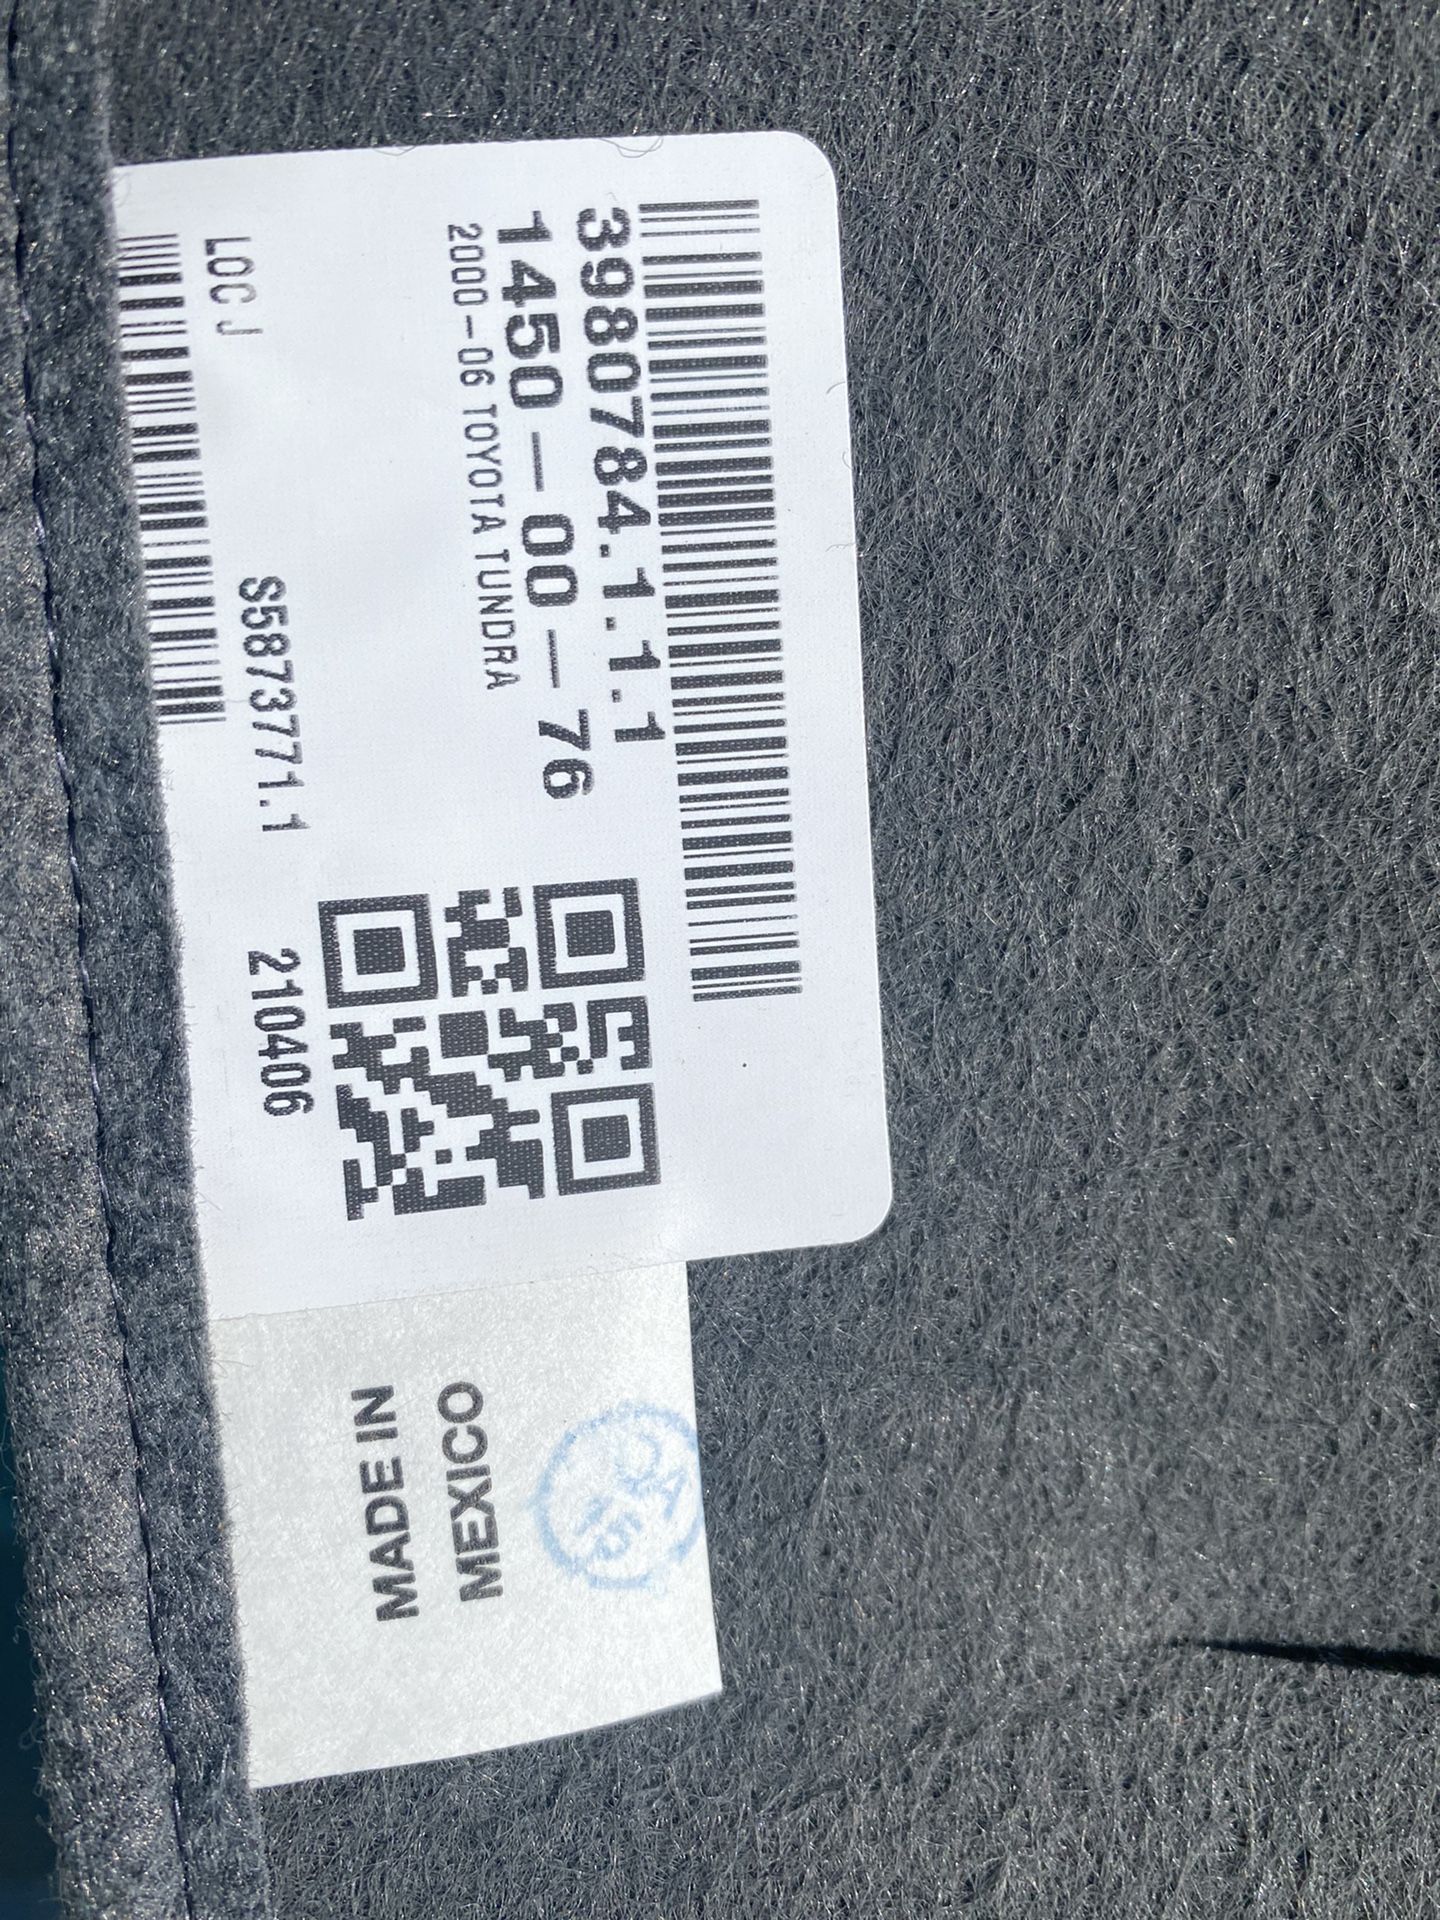 3980784.1.1.1
1450-00-76
2000-06 TOYOTA TUNDRA
S5873771.1
210406
LOC J
MADE IN
MEXICO